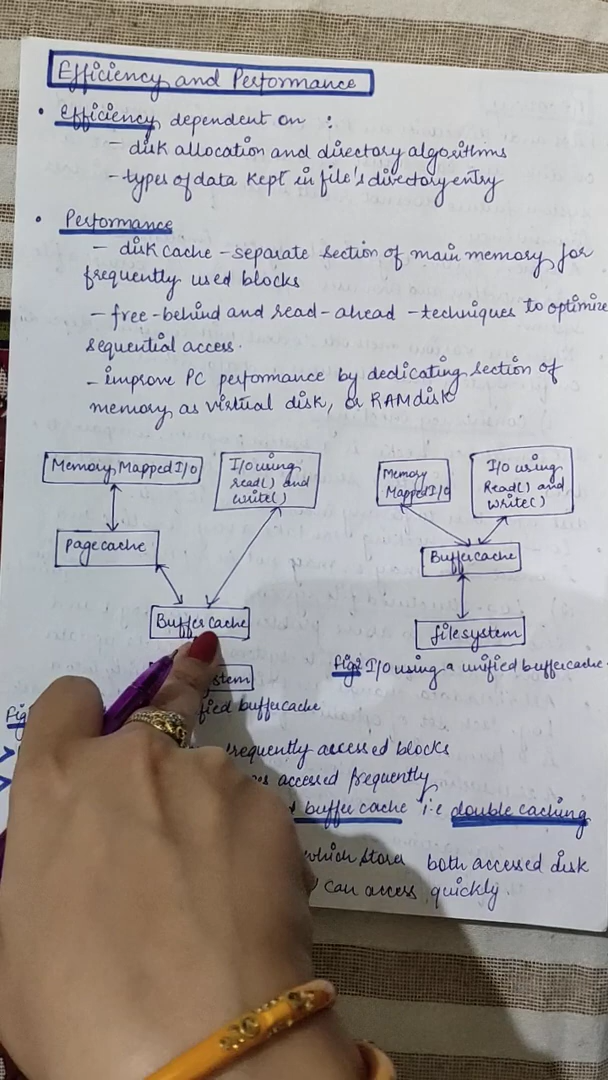 Efficiency and Performance
• Efficiency dependent on :
– disk allocation and directory algorithms
– types of data kept in file's directory entry
• Performance
– disk cache – separate section of main memory for
frequently used blocks
– free-behind and read-ahead – techniques to optimize
sequential access.
– improve PC performance by dedicating section of
memory as virtual disk, or RAM disk
Memory Mapped I/O
I/O using
read() and
write()
Page cache
Buffer cache
ystem
Memory
Mapped I/O
I/O using
Read() and
write()
Buffer cache
file system
Fig2 I/O using a unified buffer cache.
Fig
fied buffer cache
frequently accessed blocks
accessed frequently
buffer cache i.e double caching
which stores both accessed disk
can access quickly.